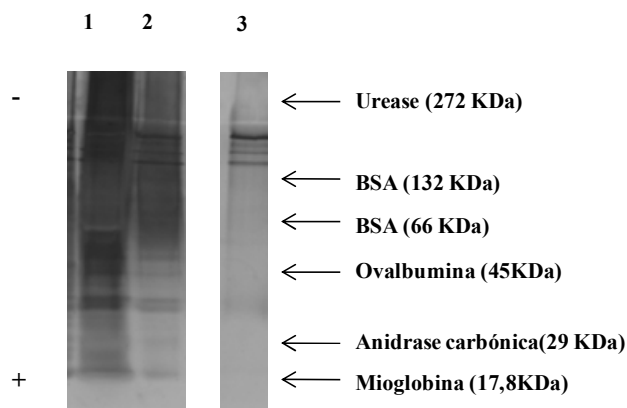 1 2 3
- Urease (272 KDa)
BSA (132 KDa)
BSA (66 KDa)
Ovalbumina (45KDa)
Anidrase carbónica(29 KDa)
+ Mioglobina (17,8KDa)